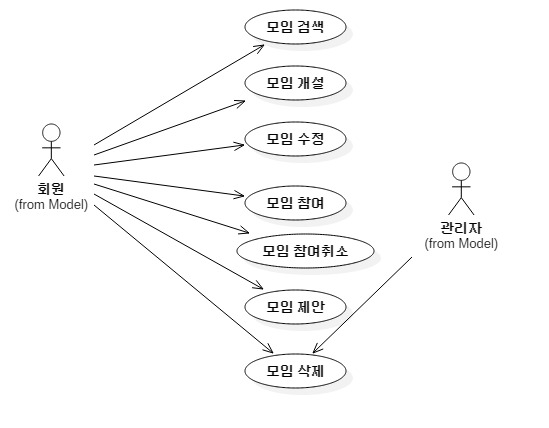 모임 검색
모임 개설
모임 수정
회원
(from Model)
모임 참여
관리자
(from Model)
모임 참여취소
모임 제안
모임 삭제